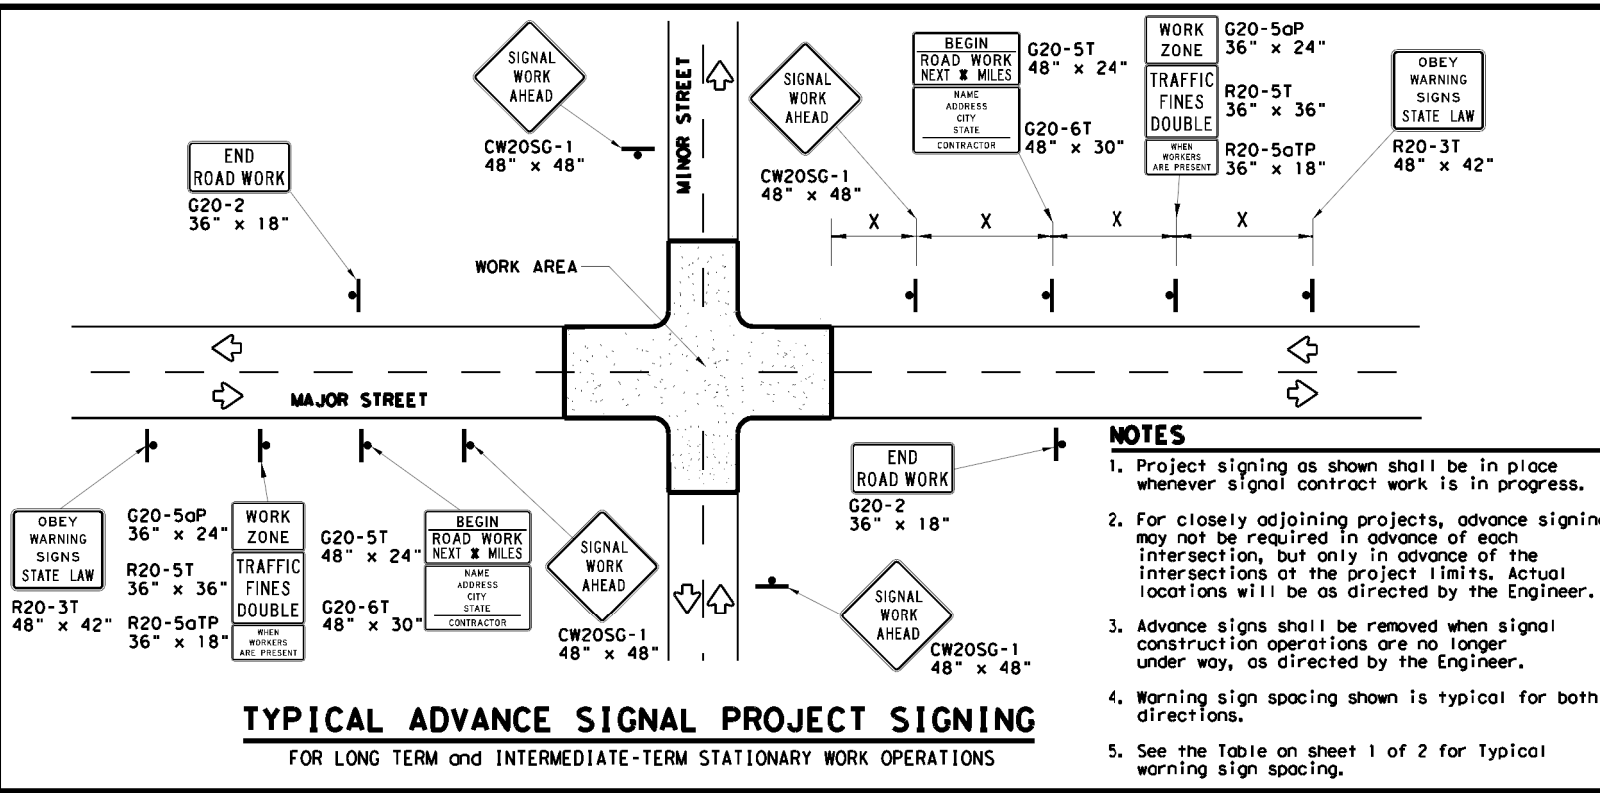 SIGNAL
WORK
AHEAD
CW20SG-1
48" x 48"
END
ROAD WORK
G20-2
36" x 18"
MINOR STREET
SIGNAL
WORK
AHEAD
CW20SG-1
48" x 48"
BEGIN
ROAD WORK
NEXT X MILES
NAME
ADDRESS
CITY
STATE
CONTRACTOR
G20-5T
48" x 24"
G20-6T
48" x 30"
WORK
ZONE
TRAFFIC
FINES
DOUBLE
WHEN
WORKERS
ARE PRESENT
G20-5aP
36" x 24"
R20-5T
36" x 36"
R20-5aTP
36" x 18"
OBEY
WARNING
SIGNS
STATE LAW
R20-3T
48" x 42"
X X X X
WORK AREA
MAJOR STREET
OBEY
WARNING
SIGNS
STATE LAW
R20-3T
48" x 42"
G20-5aP
36" x 24"
R20-5T
36" x 36"
R20-5aTP
36" x 18"
WORK
ZONE
TRAFFIC
FINES
DOUBLE
WHEN
WORKERS
ARE PRESENT
G20-5T
48" x 24"
G20-6T
48" x 30"
BEGIN
ROAD WORK
NEXT X MILES
NAME
ADDRESS
CITY
STATE
CONTRACTOR
SIGNAL
WORK
AHEAD
CW20SG-1
48" x 48"
END
ROAD WORK
G20-2
36" x 18"
SIGNAL
WORK
AHEAD
CW20SG-1
48" x 48"
NOTES
1. Project signing as shown shall be in place
whenever signal contract work is in progress.
2. For closely adjoining projects, advance signing
may not be required in advance of each
intersection, but only in advance of the
intersections at the project limits. Actual
locations will be as directed by the Engineer.
3. Advance signs shall be removed when signal
construction operations are no longer
under way, as directed by the Engineer.
4. Warning sign spacing shown is typical for both
directions.
5. See the Table on sheet 1 of 2 for Typical
warning sign spacing.
TYPICAL ADVANCE SIGNAL PROJECT SIGNING
FOR LONG TERM and INTERMEDIATE-TERM STATIONARY WORK OPERATIONS